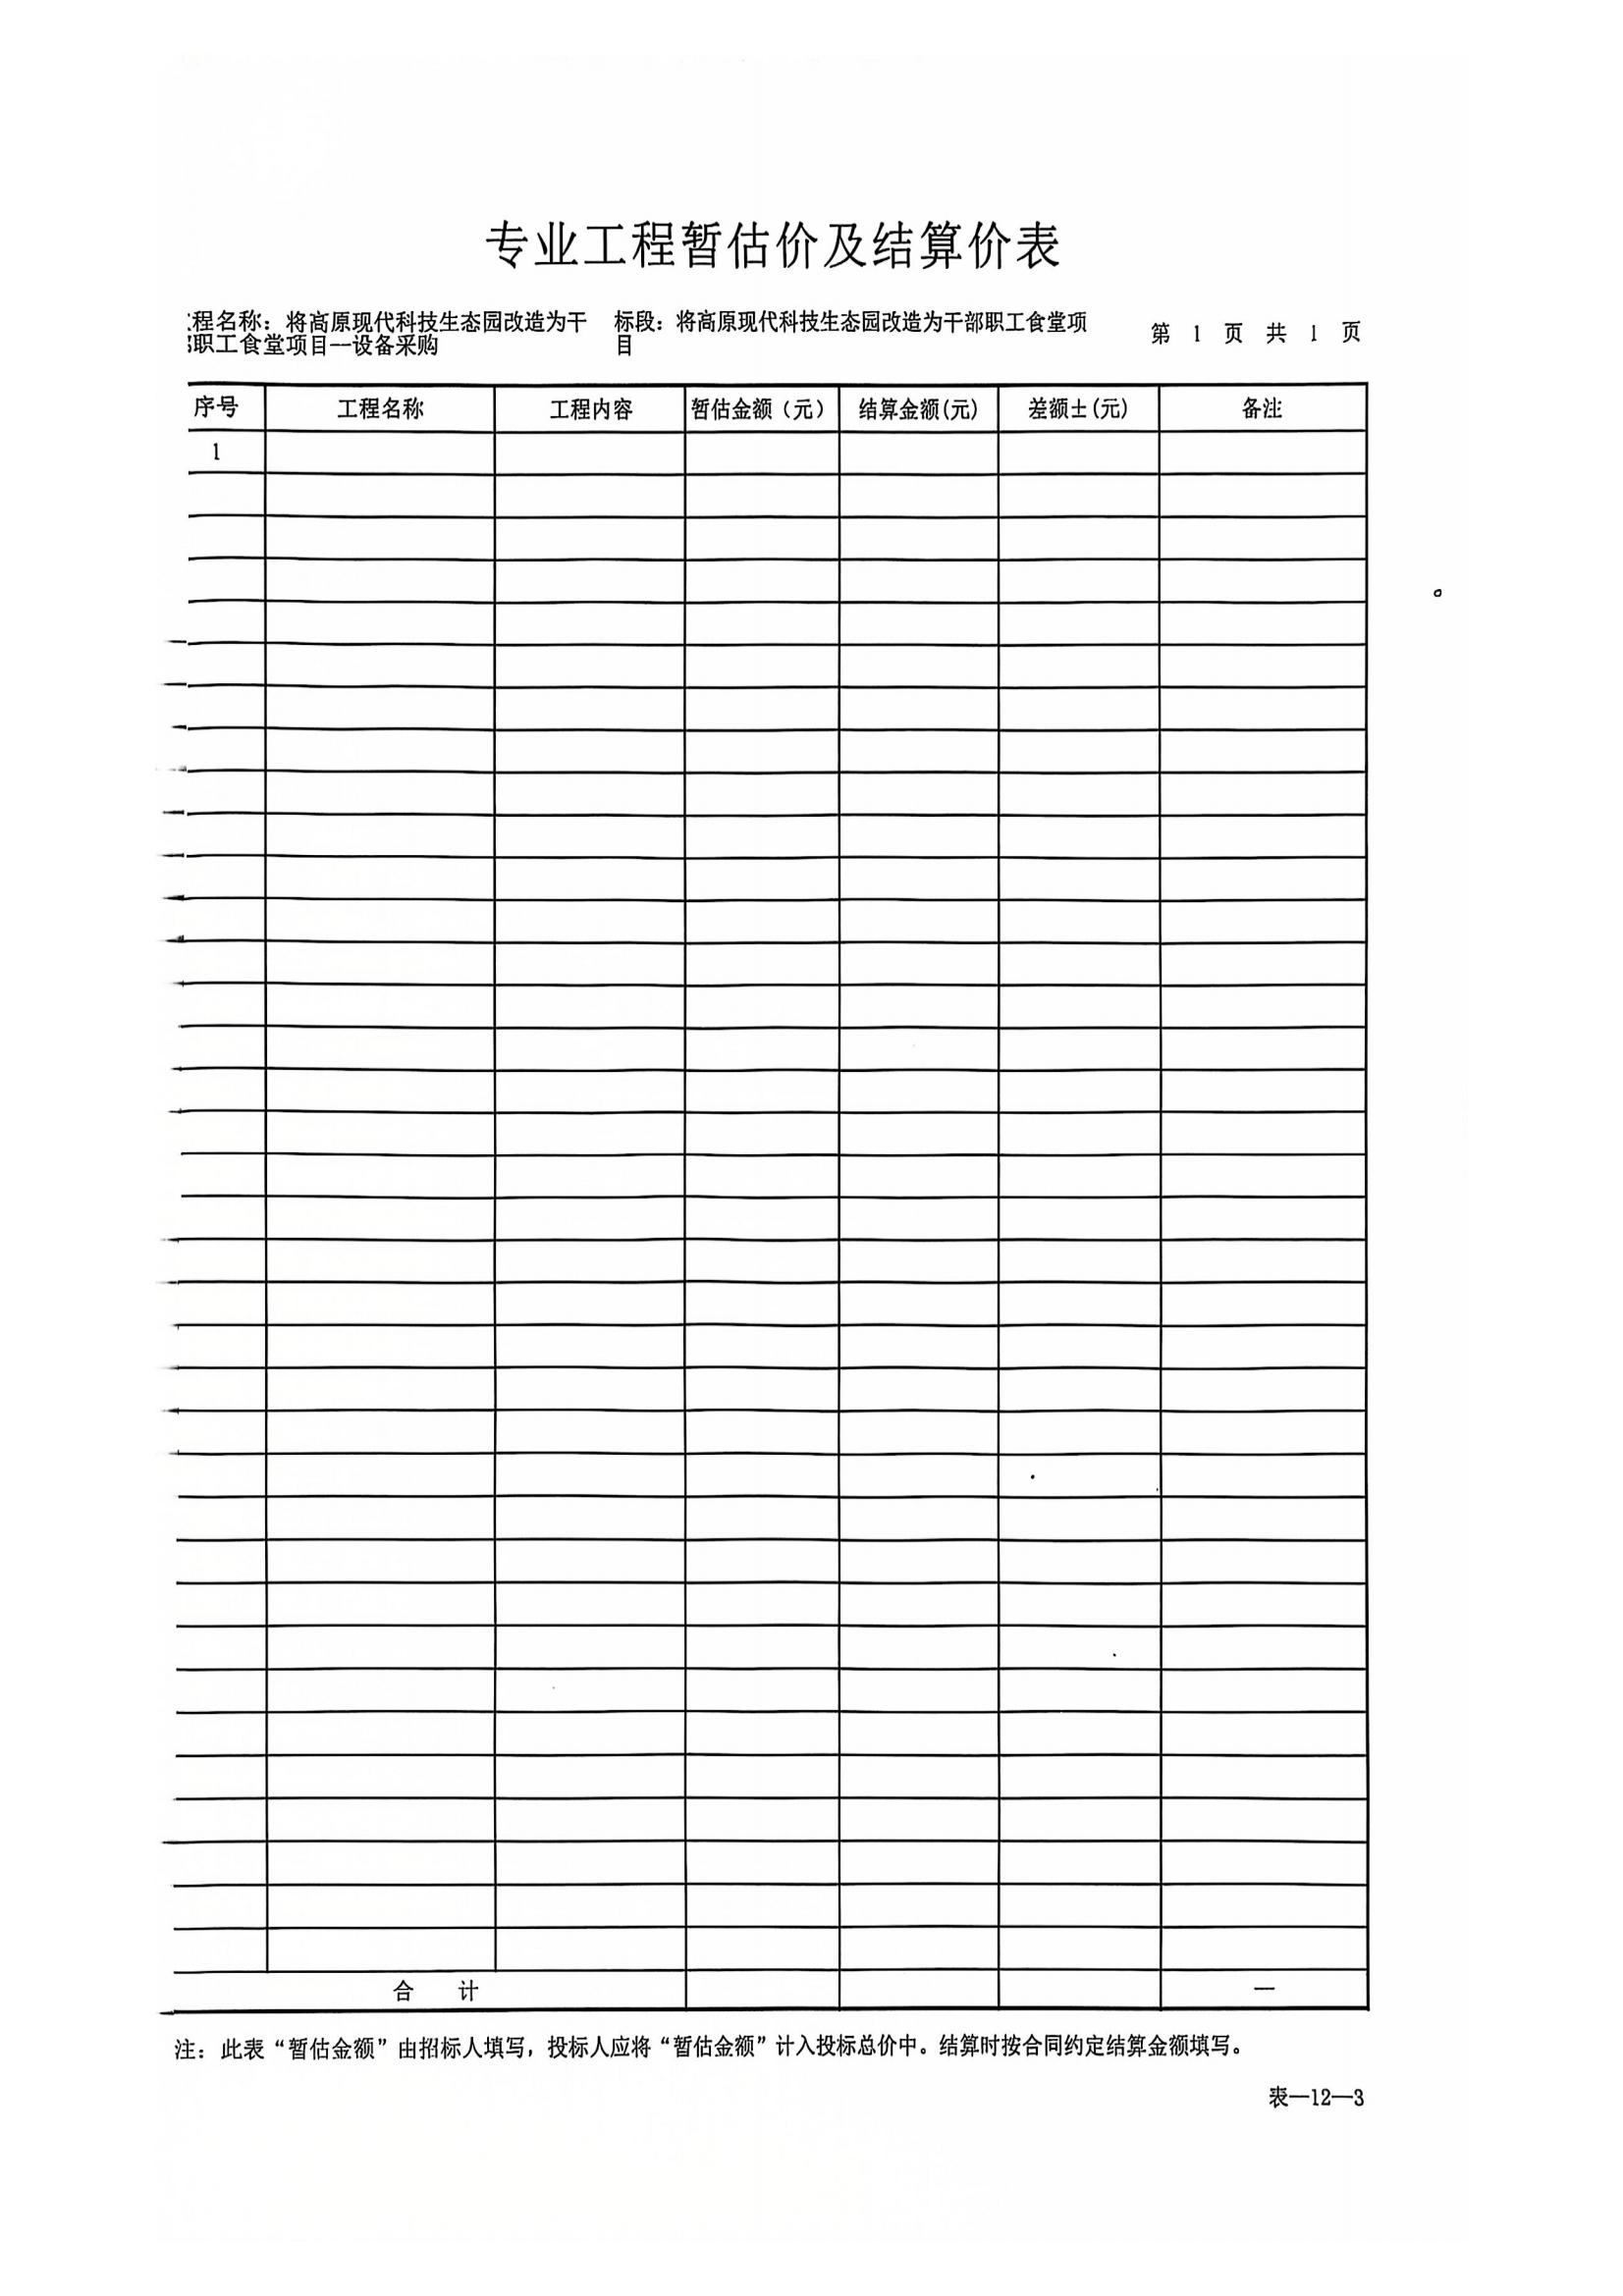 专业工程暂估价及结算价表
程名称：将高原现代科技生态园改造为干
职工食堂项目--设备采购
标段：将高原现代科技生态园改造为干部职工食堂项
目
第 1 页 共 1 页
序号 工程名称 工程内容 暂估金额（元） 结算金额(元) 差额士(元) 备注
1
合 计 —
注：此表“暂估金额”由招标人填写，投标人应将“暂估金额”计入投标总价中。结算时按合同约定结算金额填写。
表—12—3